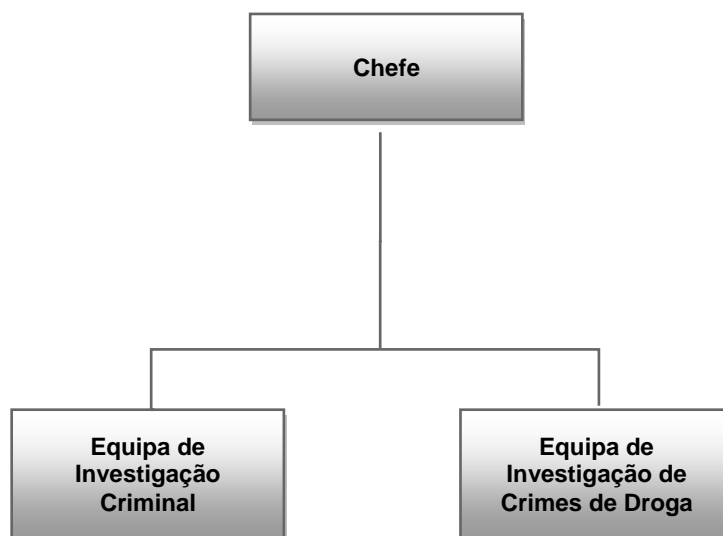 Chefe
Equipa de
Investigação
Criminal
Equipa de
Investigação de
Crimes de Droga